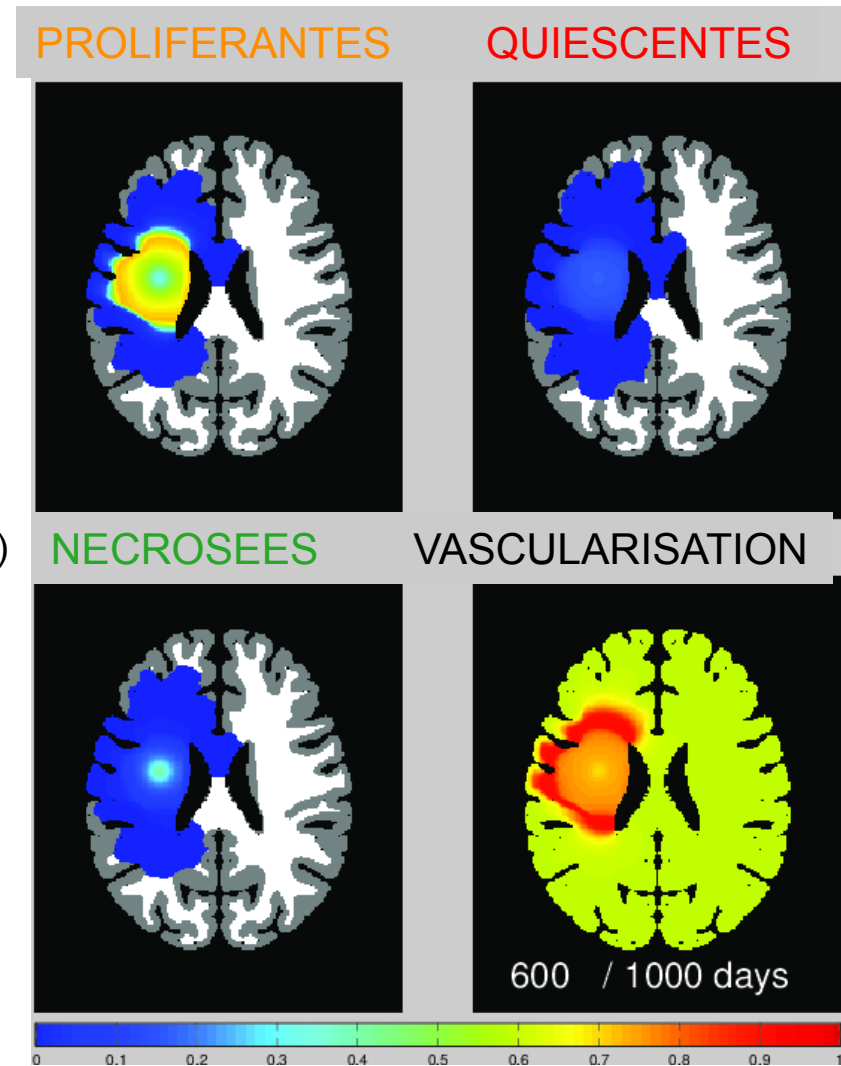 PROLIFERANTES QUIESCENTES
) NECROSEES VASCULARISATION
600 / 1000 days
0 0.1 0.2 0.3 0.4 0.5 0.6 0.7 0.8 0.9 1